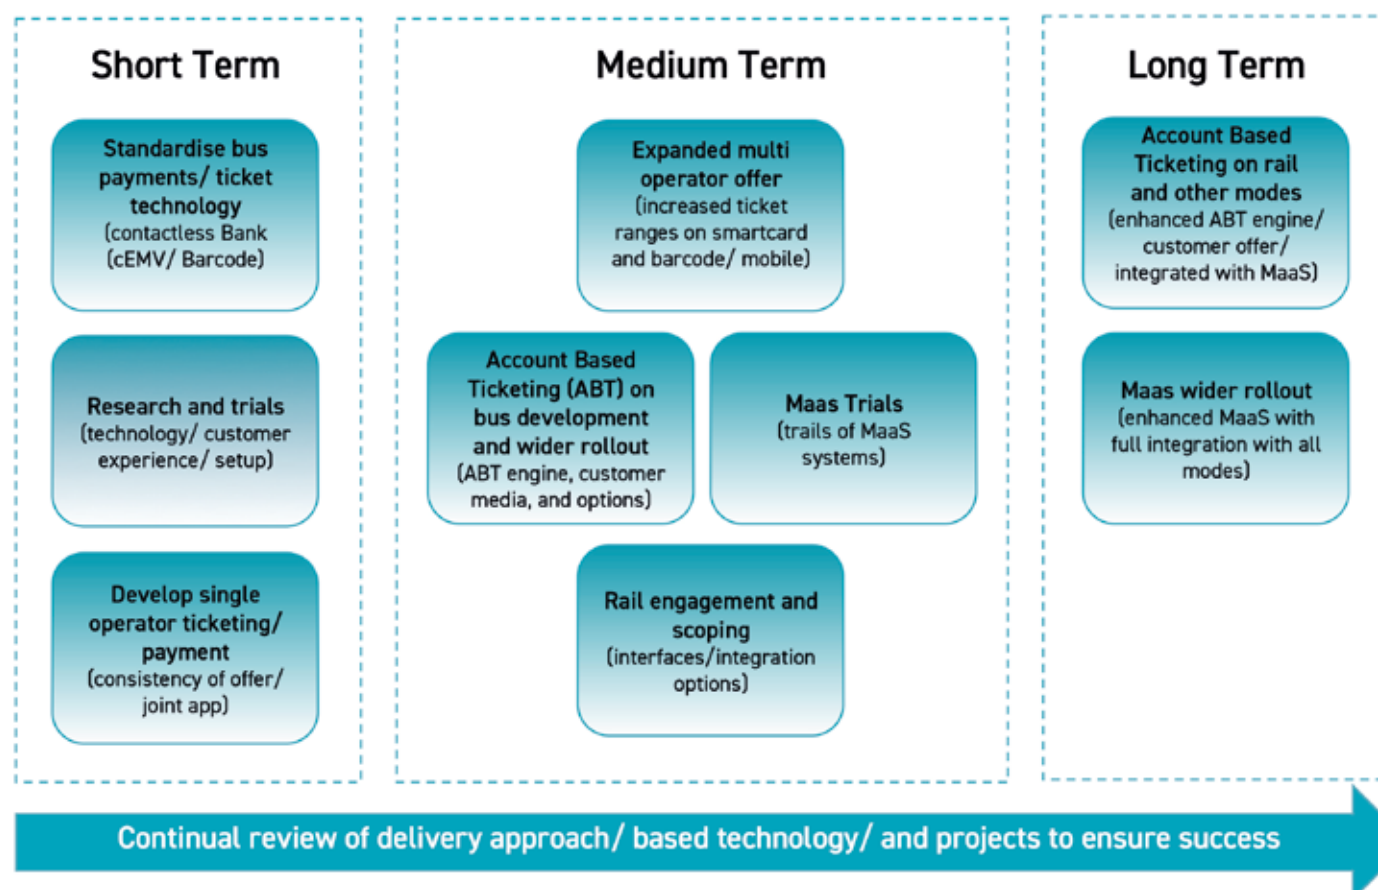 Short Term
Standardise bus
payments/ ticket
technology
(contactless Bank
(cEMV/ Barcode)
Research and trials
(technology/ customer
experience/ setup)
Develop single
operator ticketing/
payment
(consistency of offer/
joint app)
Medium Term
Expanded multi
operator offer
(increased ticket
ranges on smartcard
and barcode/ mobile)
Account Based
Ticketing (ABT) on
bus development
and wider rollout
(ABT engine, customer
media, and options)
Maas Trials
(trails of MaaS
systems)
Rail engagement and
scoping
(interfaces/integration
options)
Long Term
Account Based
Ticketing on rail
and other modes
(enhanced ABT engine/
customer offer/
integrated with MaaS)
Maas wider rollout
(enhanced MaaS with
full integration with all
modes)
Continual review of delivery approach/ based technology/ and projects to ensure success